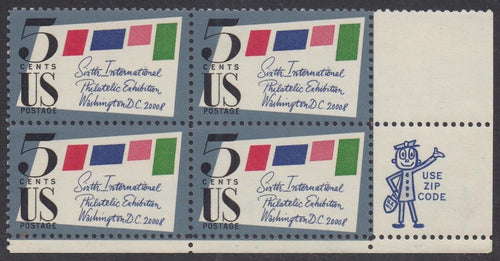 5
CENTS
US
POSTAGE
Sixth International
Philatelic Exhibition
Washington D.C. 20008
5
CENTS
US
POSTAGE
Sixth International
Philatelic Exhibition
Washington D.C. 20008
5
CENTS
US
POSTAGE
Sixth International
Philatelic Exhibition
Washington D.C. 20008
5
CENTS
US
POSTAGE
Sixth International
Philatelic Exhibition
Washington D.C. 20008
USE
ZIP
CODE